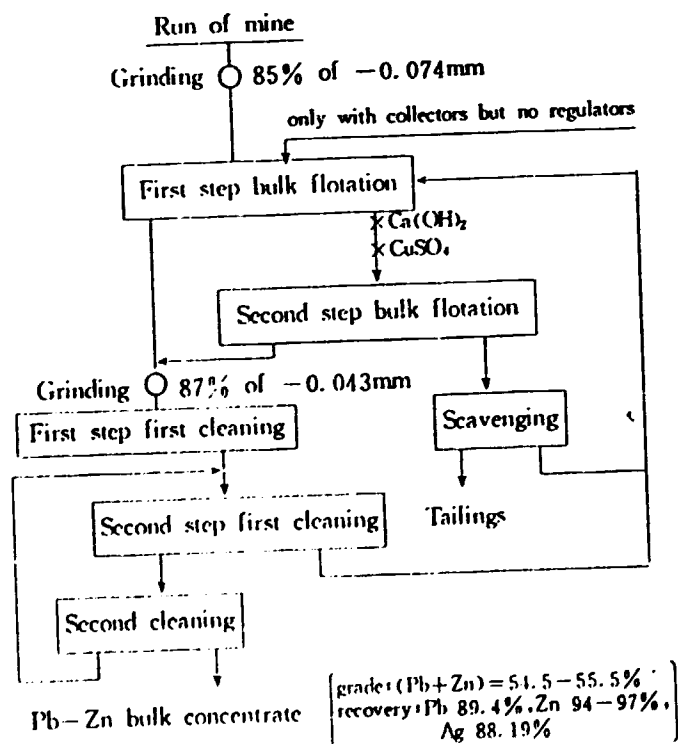 Run of mine
Grinding 85% of -0.074mm
only with collectors but no regulators
First step bulk flotation
Ca(OH)₂
CuSO₄
Second step bulk flotation
Grinding 87% of -0.043mm
First step first cleaning
Scavenging
Second step first cleaning
Tailings
Second cleaning
Pb-Zn bulk concentrate
grade: (Pb+Zn)=54.5-55.5%
recovery: Pb 89.4%, Zn 94-97%,
Ag 88.19%